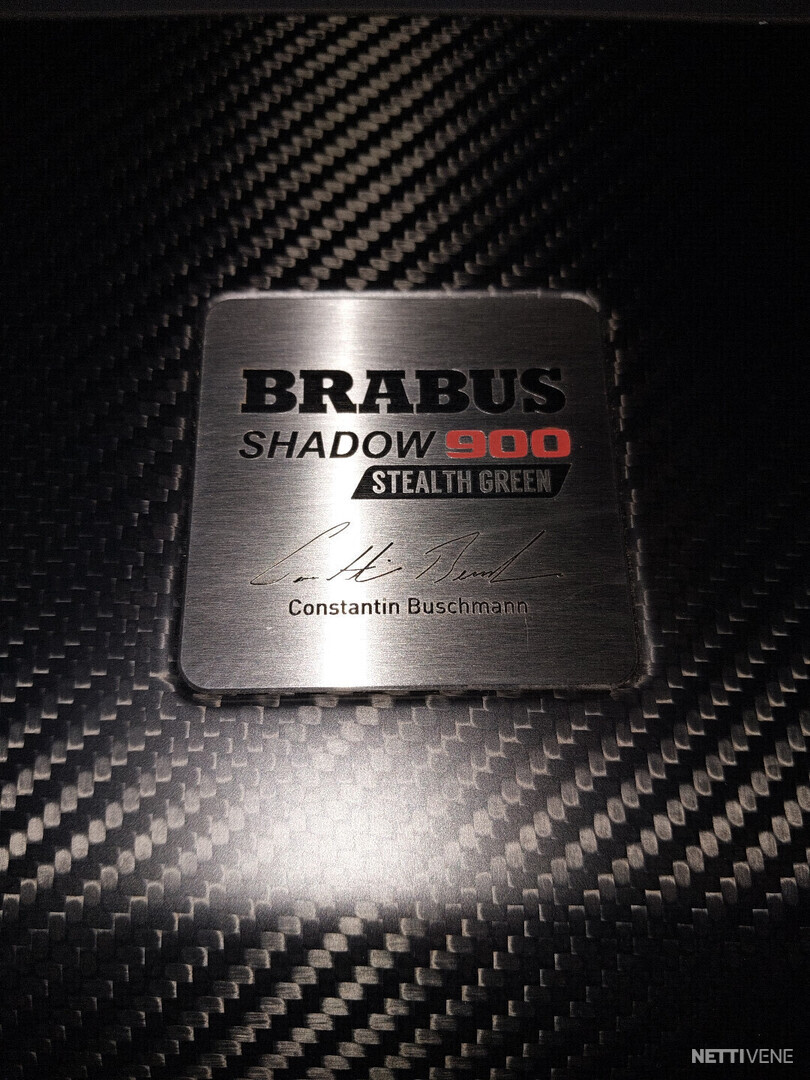 BRABUS
SHADOW 900
STEALTH GREEN
Constantin Buschmann
NETTIVENE